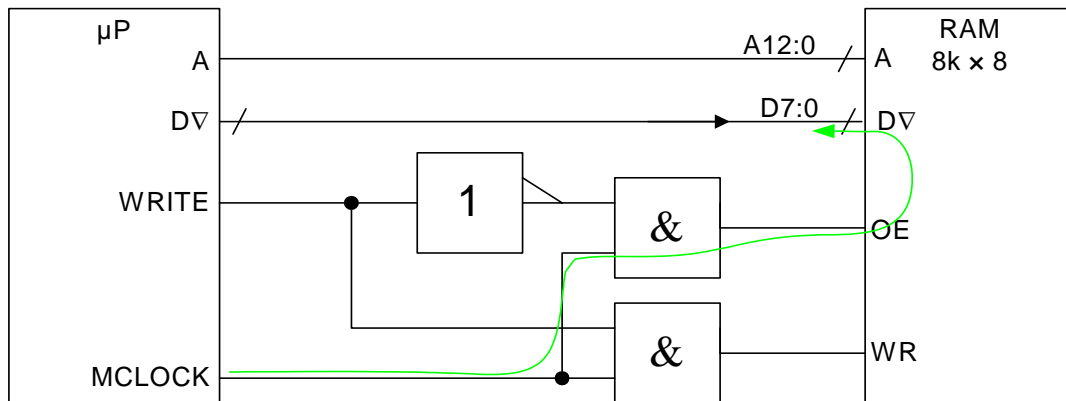 µP
RAM
8k × 8
A
A12:0
A
D∇
D7:0
D∇
WRITE
1
&
OE
&
WR
MCLOCK